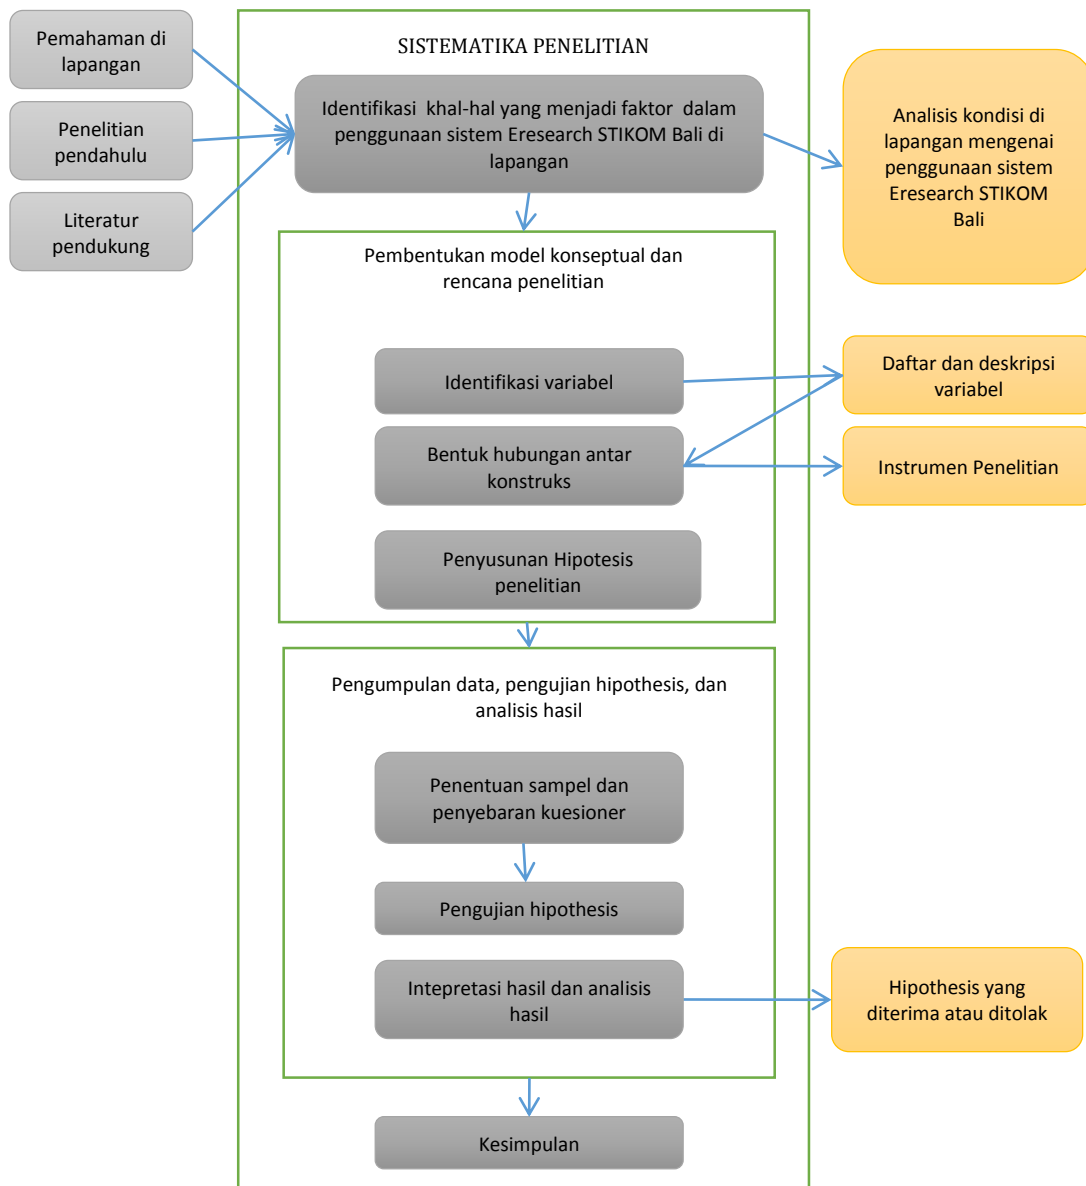 Pemahaman di
lapangan
Penelitian
pendahulu
Literatur
pendukung
SISTEMATIKA PENELITIAN
Identifikasi khal-hal yang menjadi faktor dalam
penggunaan sistem Eresearch STIKOM Bali di
lapangan
Analisis kondisi di
lapangan mengenai
penggunaan sistem
Eresearch STIKOM
Bali
Pembentukan model konseptual dan
rencana penelitian
Identifikasi variabel
Daftar dan deskripsi
variabel
Bentuk hubungan antar
konstruks
Instrumen Penelitian
Penyusunan Hipotesis
penelitian
Pengumpulan data, pengujian hipothesis, dan
analisis hasil
Penentuan sampel dan
penyebaran kuesioner
Pengujian hipothesis
Intepretasi hasil dan analisis
hasil
Hipothesis yang
diterima atau ditolak
Kesimpulan